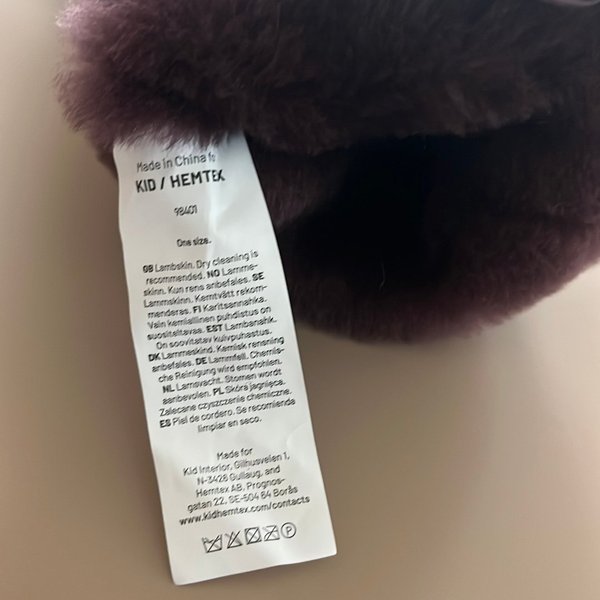 Made in China fo
KID / HEMTEX
98401
One size.
GB Lambskin. Dry cleaning is
recommended. NO Lamme-
skinn. Kun rens anbefales. SE
Lammskinn. Kemtvätt rekom-
menderas. FI Karitsannahka.
Vain kemiallinen puhdistus on
suositeltavaa. EST Lambanahk.
On soovitatav kuivpuhastus.
DK Lammeskind. Kemisk rensning
anbefales. DE Lammfell. Chemis-
che Reinigung wird empfohlen.
NL Lamsvacht. Stomen wordt
aanbevolen. PL Skóra jagnięca.
Zalecane czyszczenie chemiczne.
ES Piel de cordero. Se recomienda
limpiar en seco.
Made for
Kid Interior, Gilhusveien 1,
N-3426 Gullaug, and
Hemtex AB, Prognos-
gatan 22, SE-504 64 Borås
www.kidhemtex.com/contacts
P